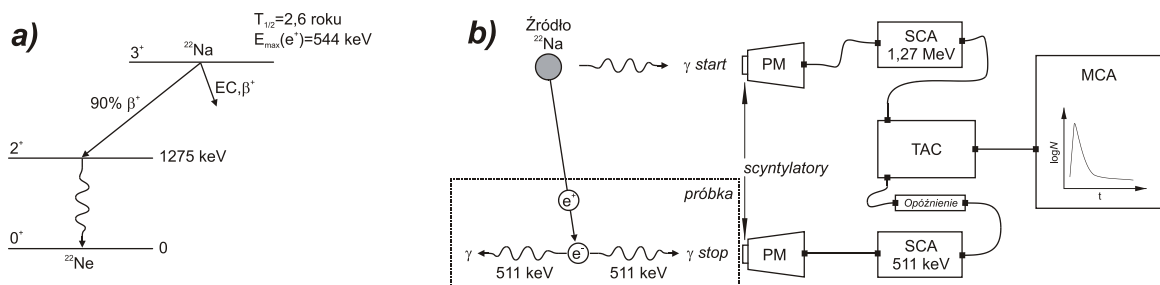 a)
T1/2=2,6 roku
Emax(e+)=544 keV
3+
22Na
EC,β+
90% β+
2+
1275 keV
0+
0
22Ne
b)
Źródło
22Na
γ start
PM
SCA
1,27 MeV
MCA
logN
t
TAC
scyntylatory
próbka
e+
Opóźnienie
γ
e-
γ stop
511 keV
511 keV
PM
SCA
511 keV